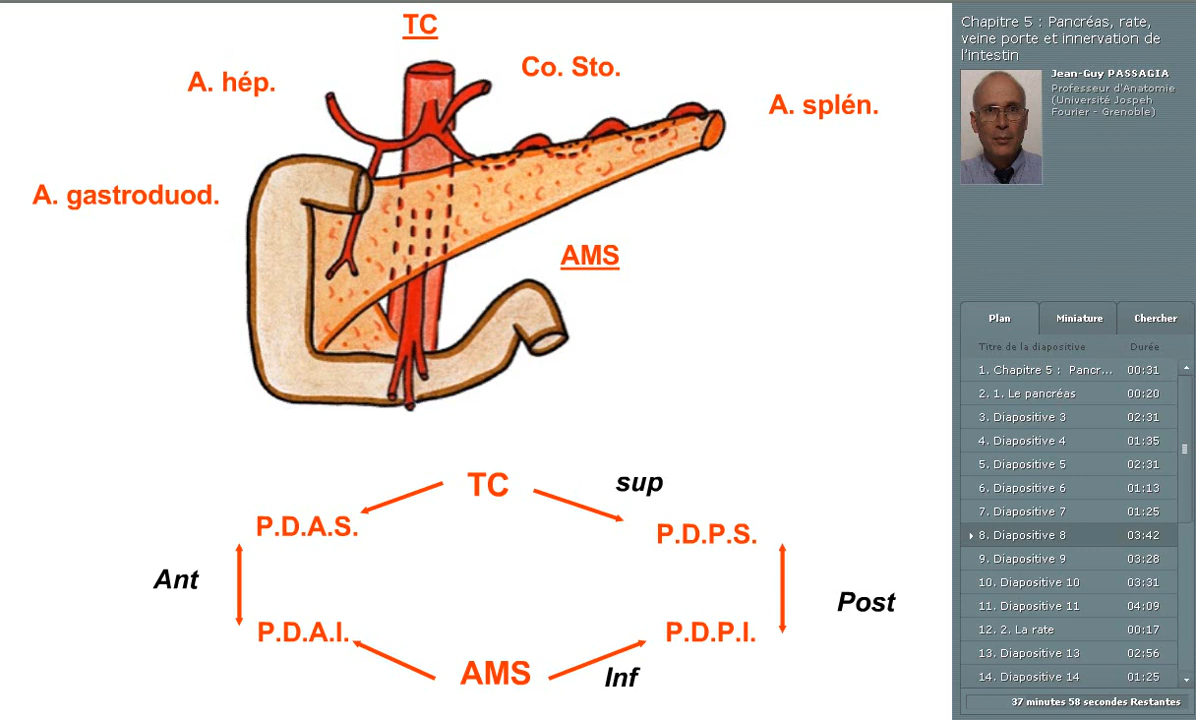 TC
A. hép.
Co. Sto.
A. splén.
A. gastroduod.
AMS
TC
sup
P.D.A.S.
P.D.P.S.
Ant
Post
P.D.A.I.
P.D.P.I.
AMS
Inf
Chapitre 5 : Pancréas, rate,
veine porte et innervation de
l'intestin
Jean-Guy PASSAGIA
Professeur d'Anatomie
(Université Jospeh
Fourier - Grenoble)
Plan
Miniature
Chercher
Titre de la diapositive Durée
1. Chapitre 5 : Pancr... 00:31
2. 1. Le pancréas 00:20
3. Diapositive 3 02:31
4. Diapositive 4 01:35
5. Diapositive 5 02:31
6. Diapositive 6 01:13
7. Diapositive 7 01:25
8. Diapositive 8 03:42
9. Diapositive 9 03:28
10. Diapositive 10 03:31
11. Diapositive 11 04:09
12. 2. La rate 00:17
13. Diapositive 13 02:56
14. Diapositive 14 01:25
37 minutes 58 secondes Restantes